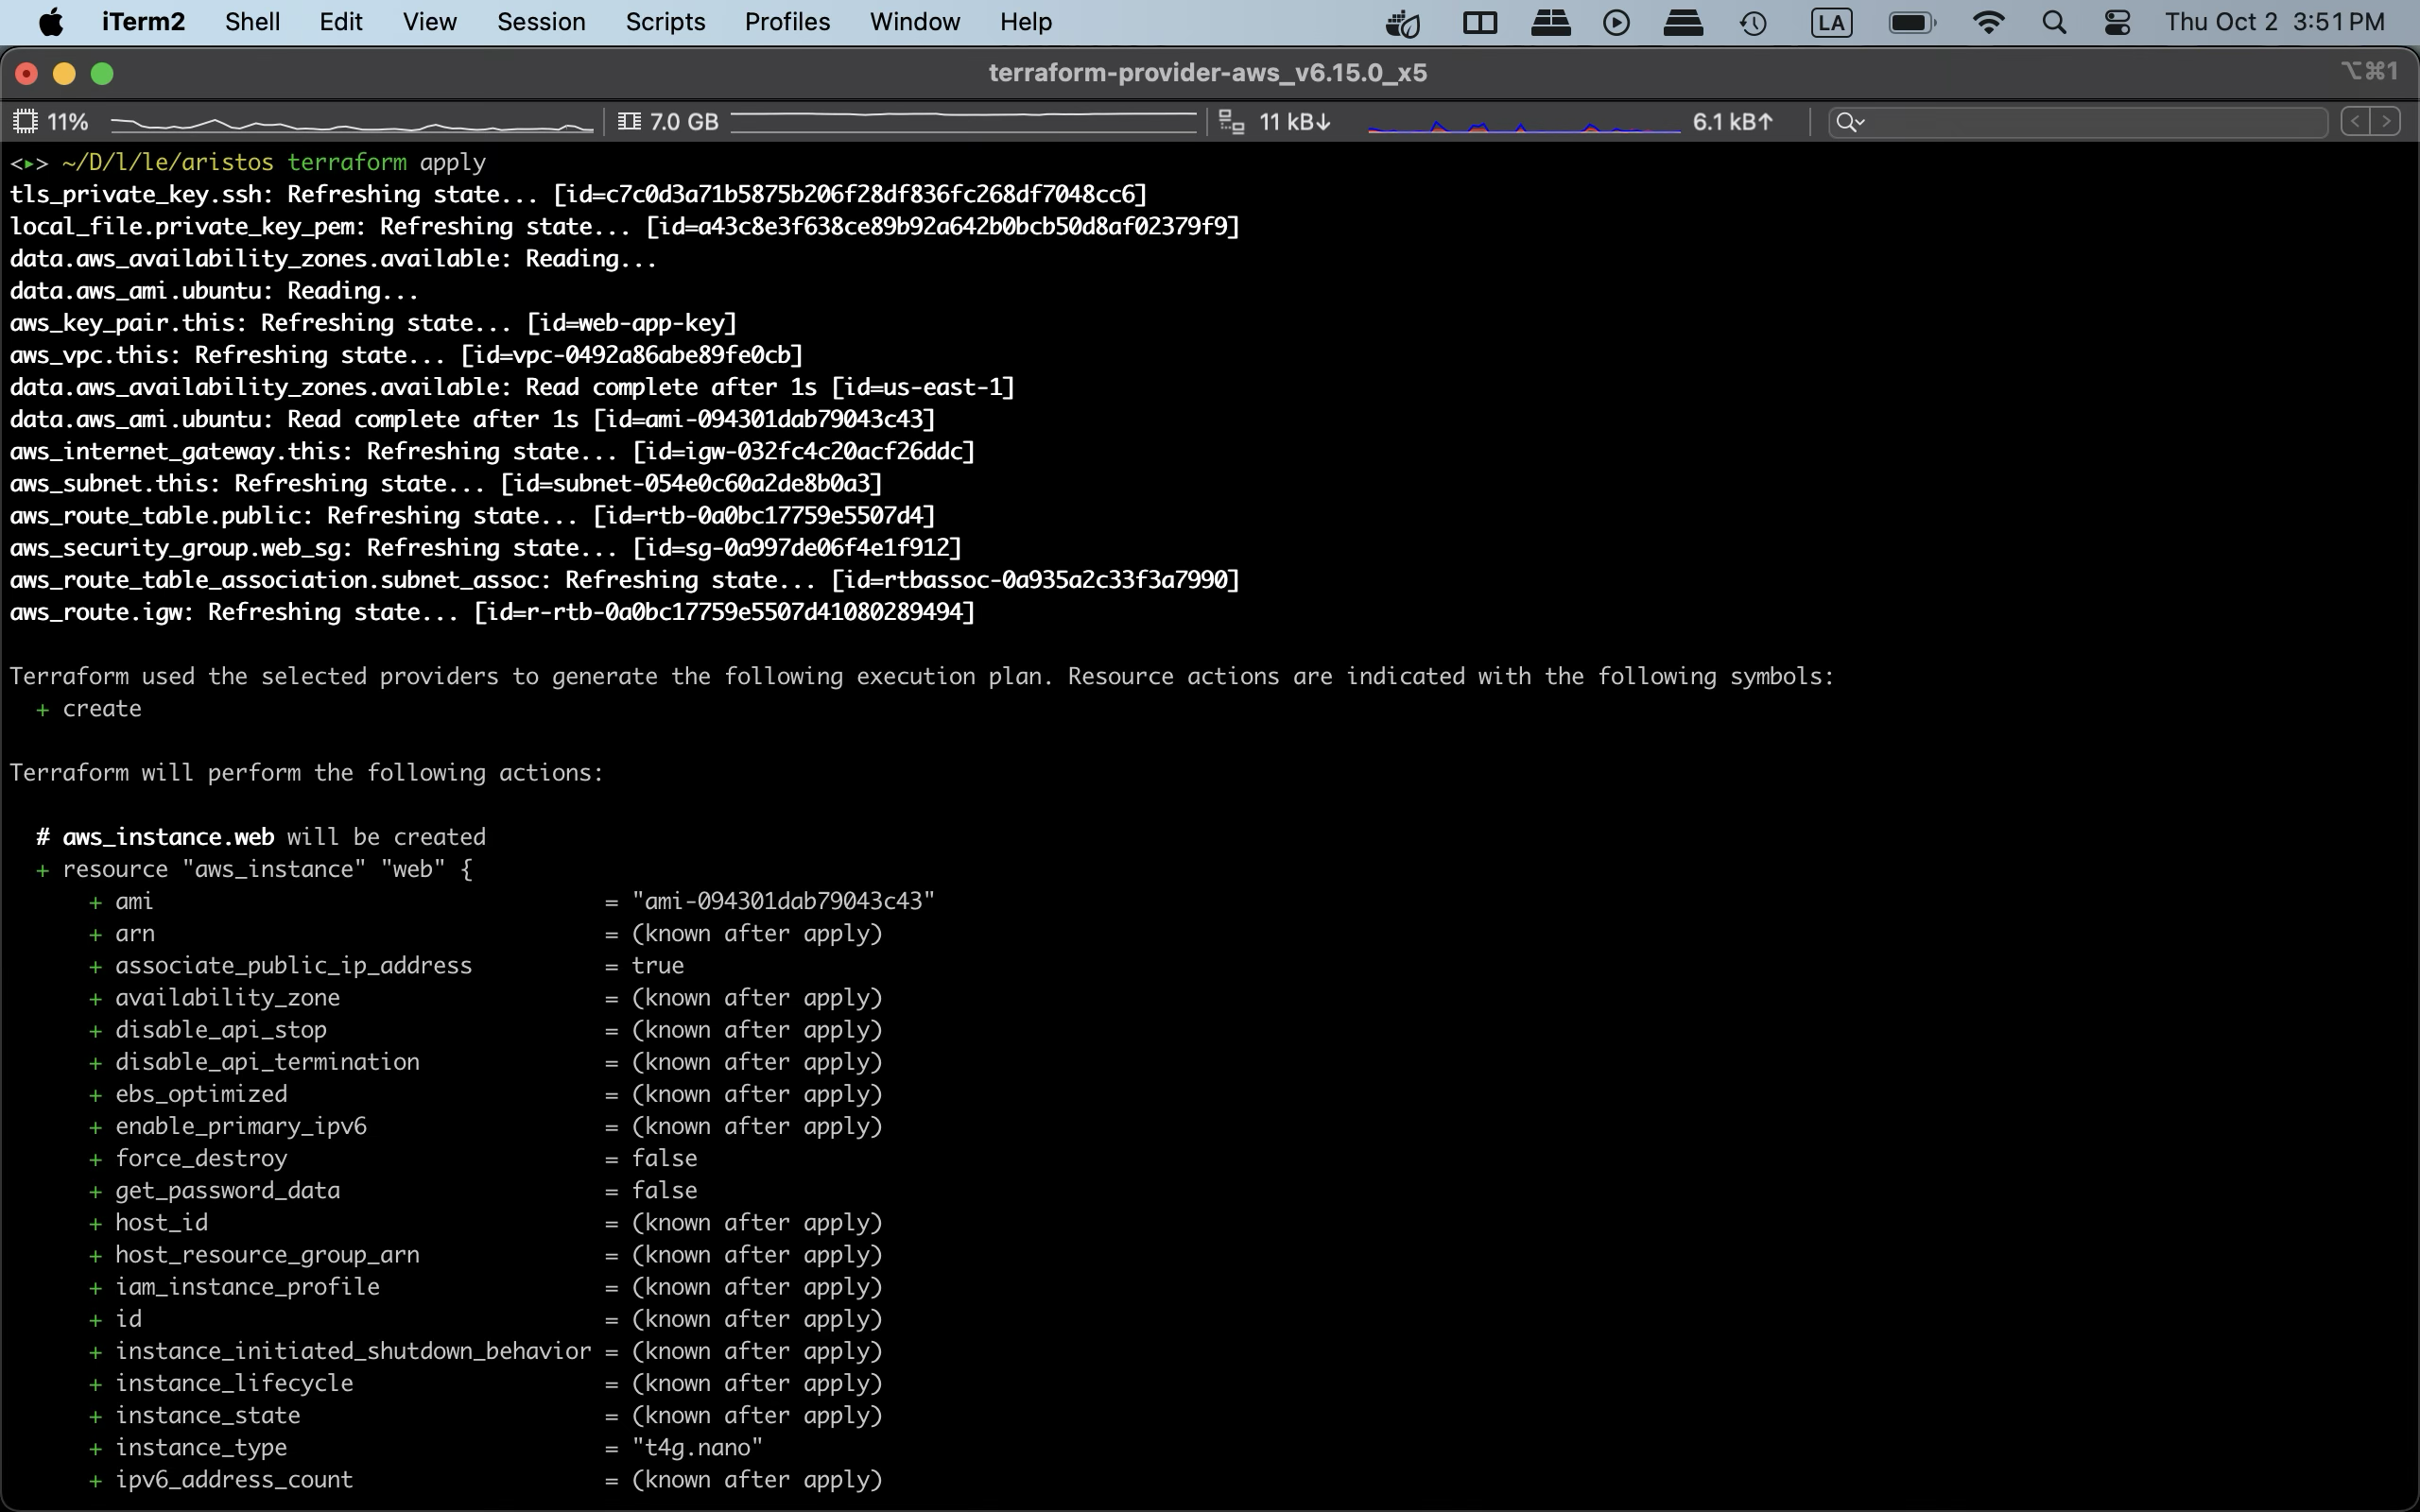 iTerm2 Shell Edit View Session Scripts Profiles Window Help LA Thu Oct 2 3:51 PM
terraform-provider-aws_v6.15.0_x5 ⌥⌘1
11% 7.0 GB 11 kB↓ 6.1 kB↑
<▸> ~/D/l/le/aristos terraform apply
tls_private_key.ssh: Refreshing state... [id=c7c0d3a71b5875b206f28df836fc268df7048cc6]
local_file.private_key_pem: Refreshing state... [id=a43c8e3f638ce89b92a642b0bcb50d8af02379f9]
data.aws_availability_zones.available: Reading...
data.aws_ami.ubuntu: Reading...
aws_key_pair.this: Refreshing state... [id=web-app-key]
aws_vpc.this: Refreshing state... [id=vpc-0492a86abe89fe0cb]
data.aws_availability_zones.available: Read complete after 1s [id=us-east-1]
data.aws_ami.ubuntu: Read complete after 1s [id=ami-094301dab79043c43]
aws_internet_gateway.this: Refreshing state... [id=igw-032fc4c20acf26ddc]
aws_subnet.this: Refreshing state... [id=subnet-054e0c60a2de8b0a3]
aws_route_table.public: Refreshing state... [id=rtb-0a0bc17759e5507d4]
aws_security_group.web_sg: Refreshing state... [id=sg-0a997de06f4e1f912]
aws_route_table_association.subnet_assoc: Refreshing state... [id=rtbassoc-0a935a2c33f3a7990]
aws_route.igw: Refreshing state... [id=r-rtb-0a0bc17759e5507d41080289494]
Terraform used the selected providers to generate the following execution plan. Resource actions are indicated with the following symbols:
+ create
Terraform will perform the following actions:
# aws_instance.web will be created
+ resource "aws_instance" "web" {
+ ami = "ami-094301dab79043c43"
+ arn = (known after apply)
+ associate_public_ip_address = true
+ availability_zone = (known after apply)
+ disable_api_stop = (known after apply)
+ disable_api_termination = (known after apply)
+ ebs_optimized = (known after apply)
+ enable_primary_ipv6 = (known after apply)
+ force_destroy = false
+ get_password_data = false
+ host_id = (known after apply)
+ host_resource_group_arn = (known after apply)
+ iam_instance_profile = (known after apply)
+ id = (known after apply)
+ instance_initiated_shutdown_behavior = (known after apply)
+ instance_lifecycle = (known after apply)
+ instance_state = (known after apply)
+ instance_type = "t4g.nano"
+ ipv6_address_count = (known after apply)